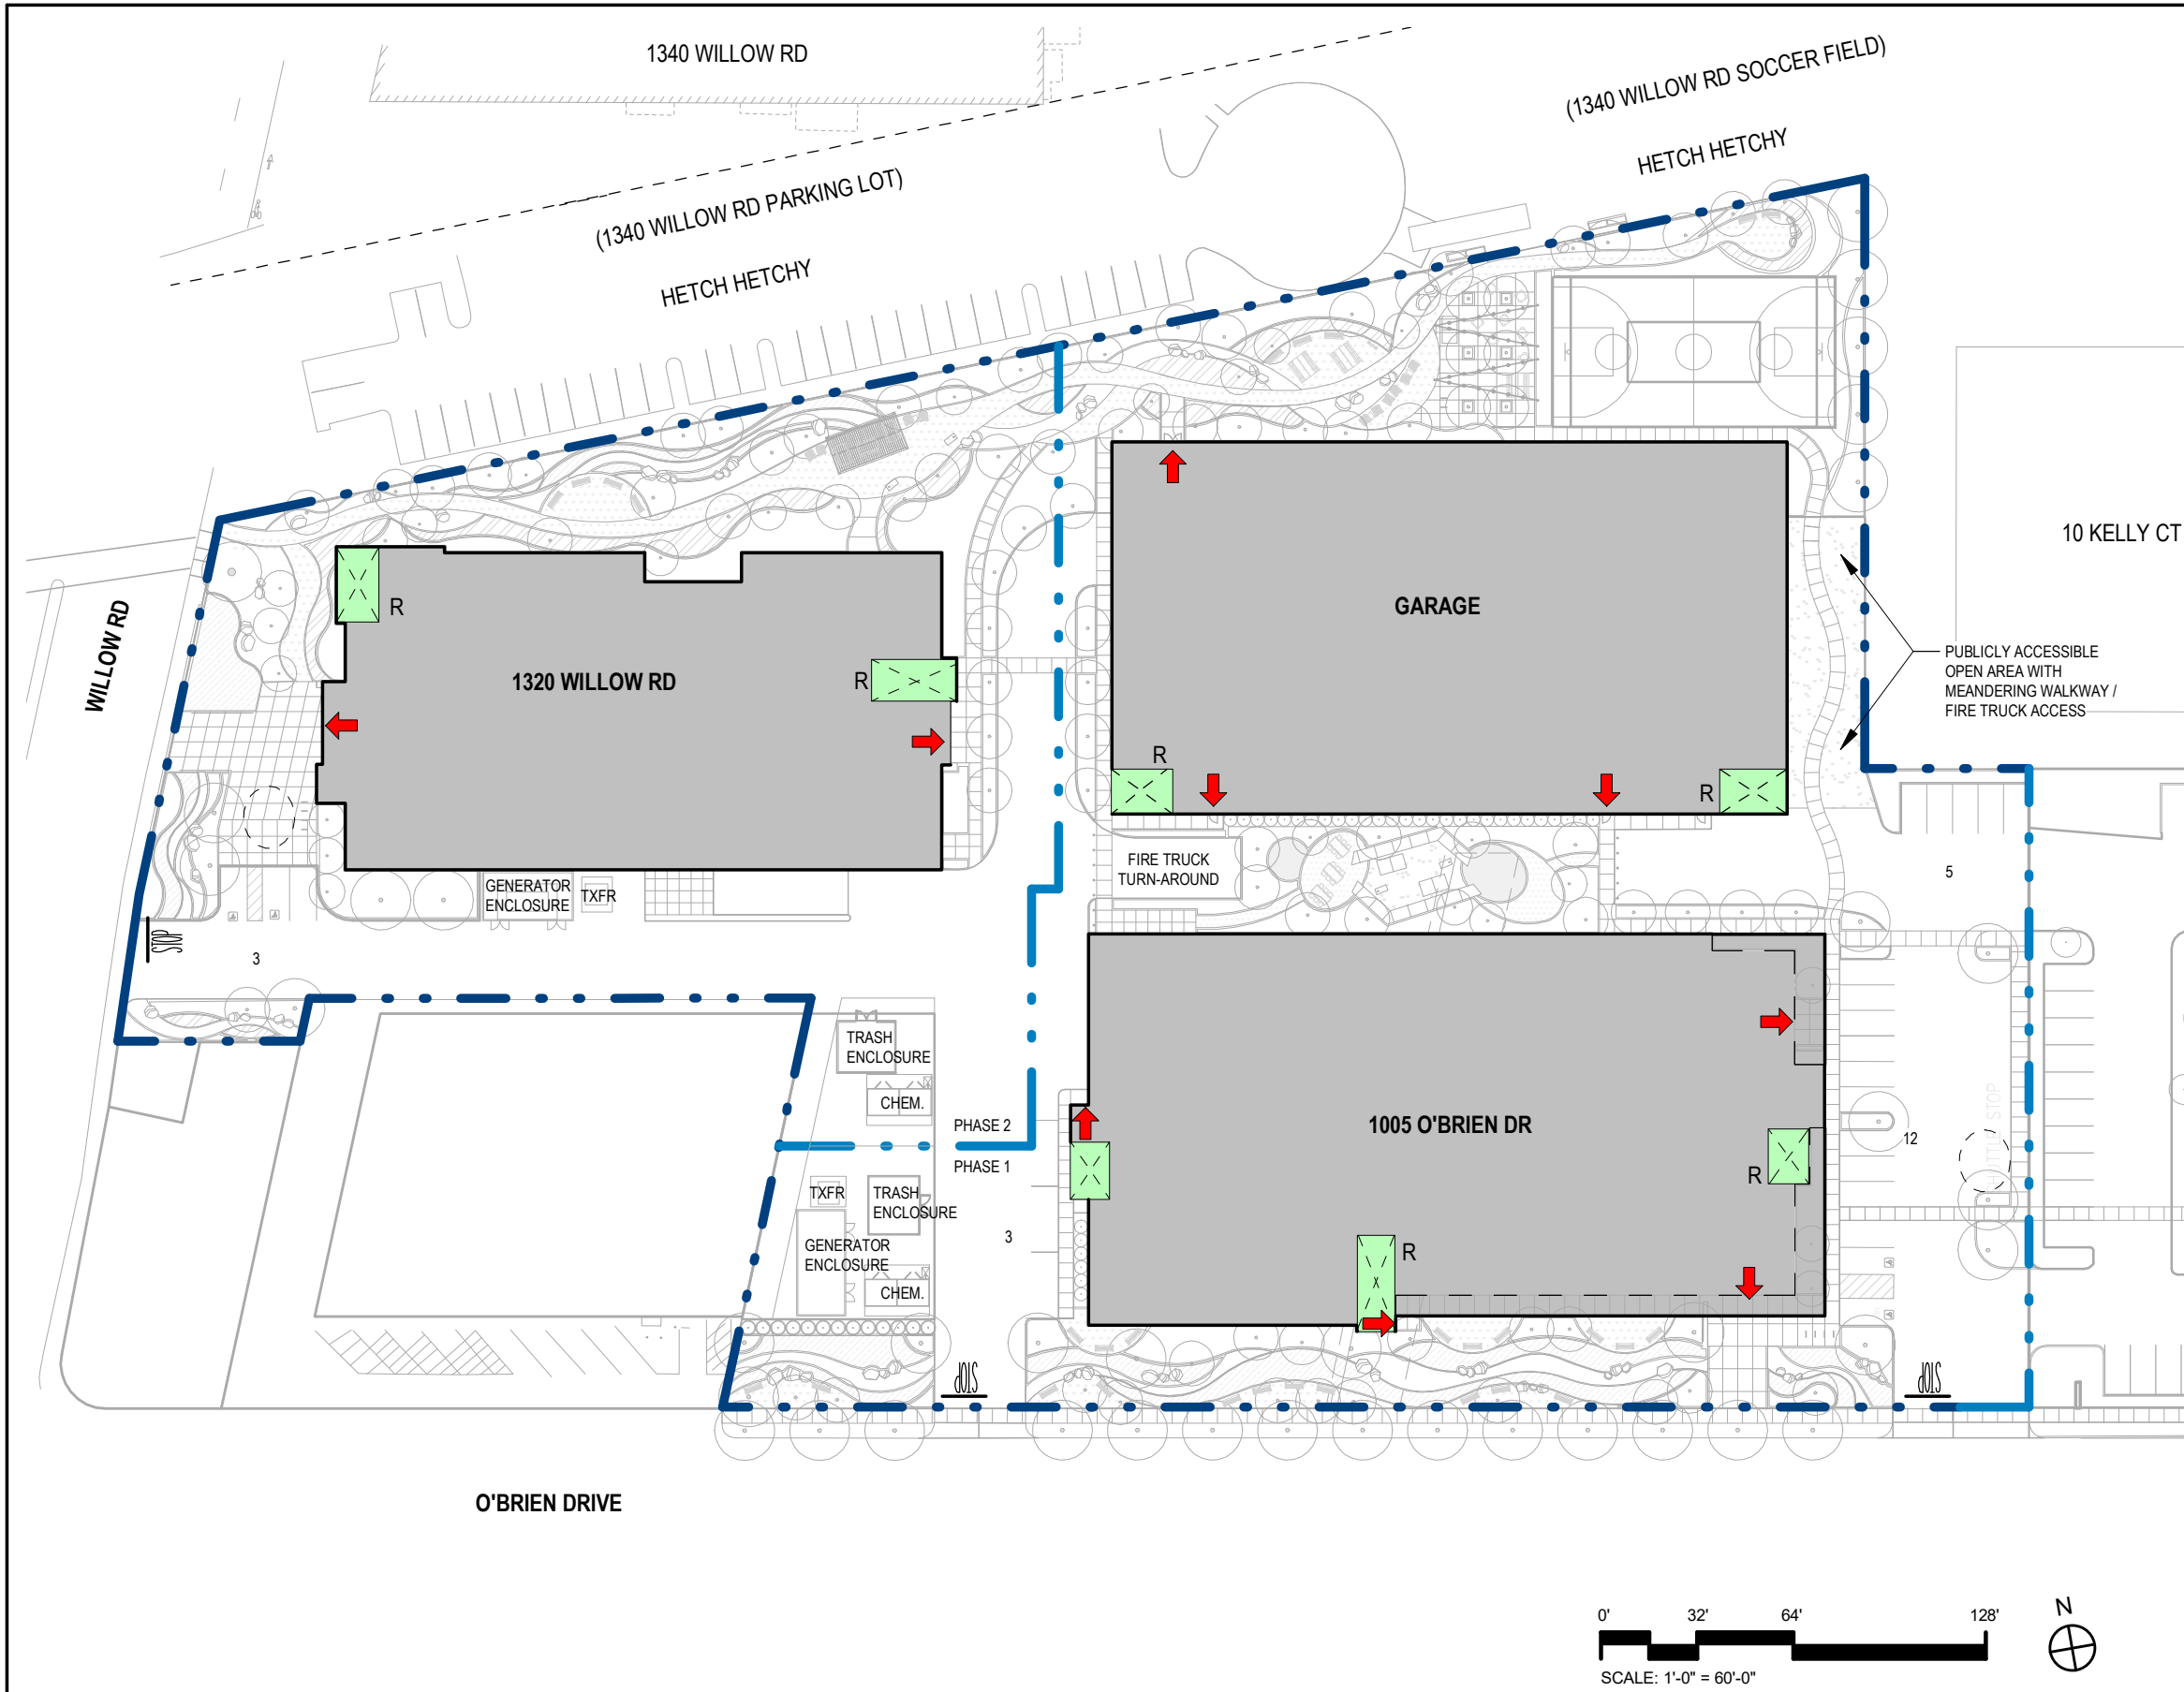 1340 WILLOW RD
(1340 WILLOW RD SOCCER FIELD)
HETCH HETCHY
(1340 WILLOW RD PARKING LOT)
HETCH HETCHY
10 KELLY CT
WILLOW RD
R
GARAGE
1320 WILLOW RD
R
PUBLICLY ACCESSIBLE
OPEN AREA WITH
MEANDERING WALKWAY /
FIRE TRUCK ACCESS
R
R
FIRE TRUCK
TURN-AROUND
5
GENERATOR
ENCLOSURE
TXFR
STOP
3
TRASH
ENCLOSURE
CHEM.
PHASE 2
PHASE 1
1005 O'BRIEN DR
SHUTTLE STOP
12
R
TXFR
TRASH
ENCLOSURE
3
GENERATOR
ENCLOSURE
R
CHEM.
STOP
STOP
O'BRIEN DRIVE
0' 32' 64' 128'
N
SCALE: 1'-0" = 60'-0"